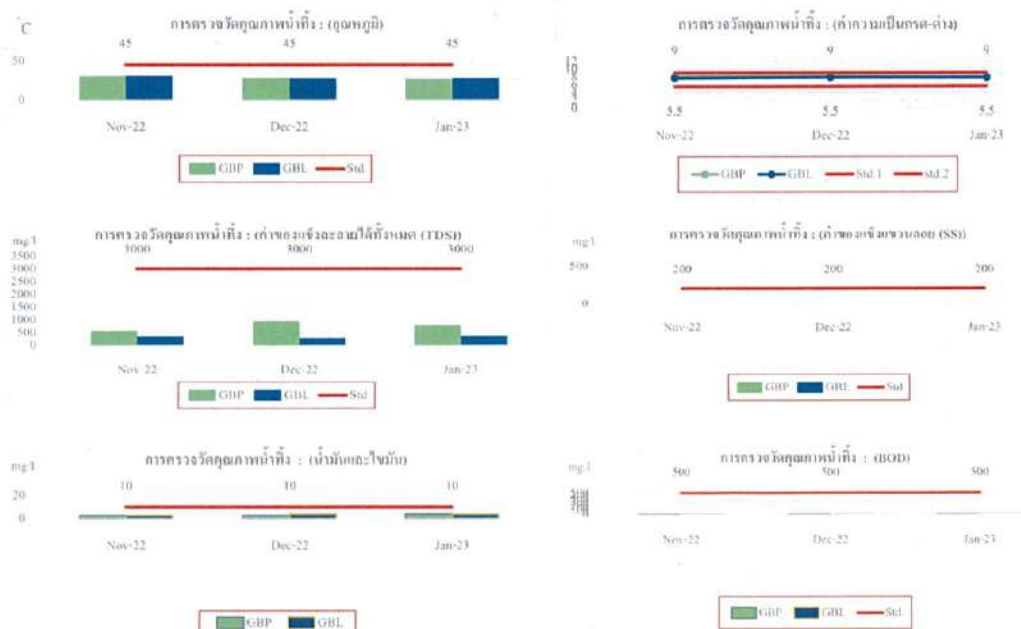 การตรวจวัดคุณภาพน้ำทิ้ง : (อุณหภูมิ)
C
45 45 45
50
0
Nov-22 Dec-22 Jan-23
GBP GBL Std
การตรวจวัดคุณภาพน้ำทิ้ง : (ค่าความเป็นกรด-ด่าง)
9 9 9
5.5 5.5 5.5
Nov-22 Dec-22 Jan-23
GBP GBL Std.1 std.2
การตรวจวัดคุณภาพน้ำทิ้ง : (ค่าของแข็งละลายได้ทั้งหมด (TDS))
mg/l
3000 3000 3000
3500
3000
2500
2000
1500
1000
500
0
Nov-22 Dec-22 Jan-23
GBP GBL Std
การตรวจวัดคุณภาพน้ำทิ้ง : (ค่าของแข็งแขวนลอย (SS))
mg/l
500
200 200 200
0
Nov-22 Dec-22 Jan-23
GBP GBL Std
การตรวจวัดคุณภาพน้ำทิ้ง : (น้ำมันและไขมัน)
mg/l
10 10 10
20
0
Nov-22 Dec-22 Jan-23
GBP GBL
การตรวจวัดคุณภาพน้ำทิ้ง : (BOD)
mg/l
500 500 500
Nov-22 Dec-22 Jan-23
GBP GBL Std.